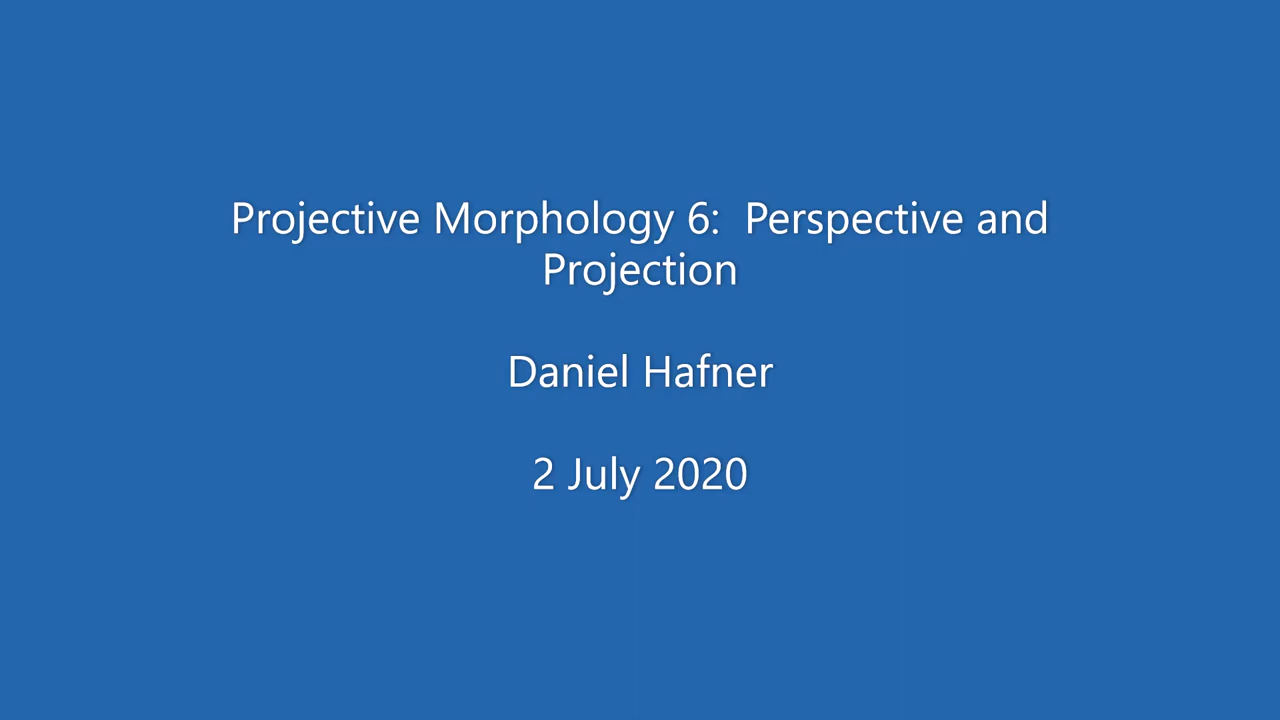 Projective Morphology 6:  Perspective and
Projection
Daniel Hafner
2 July 2020